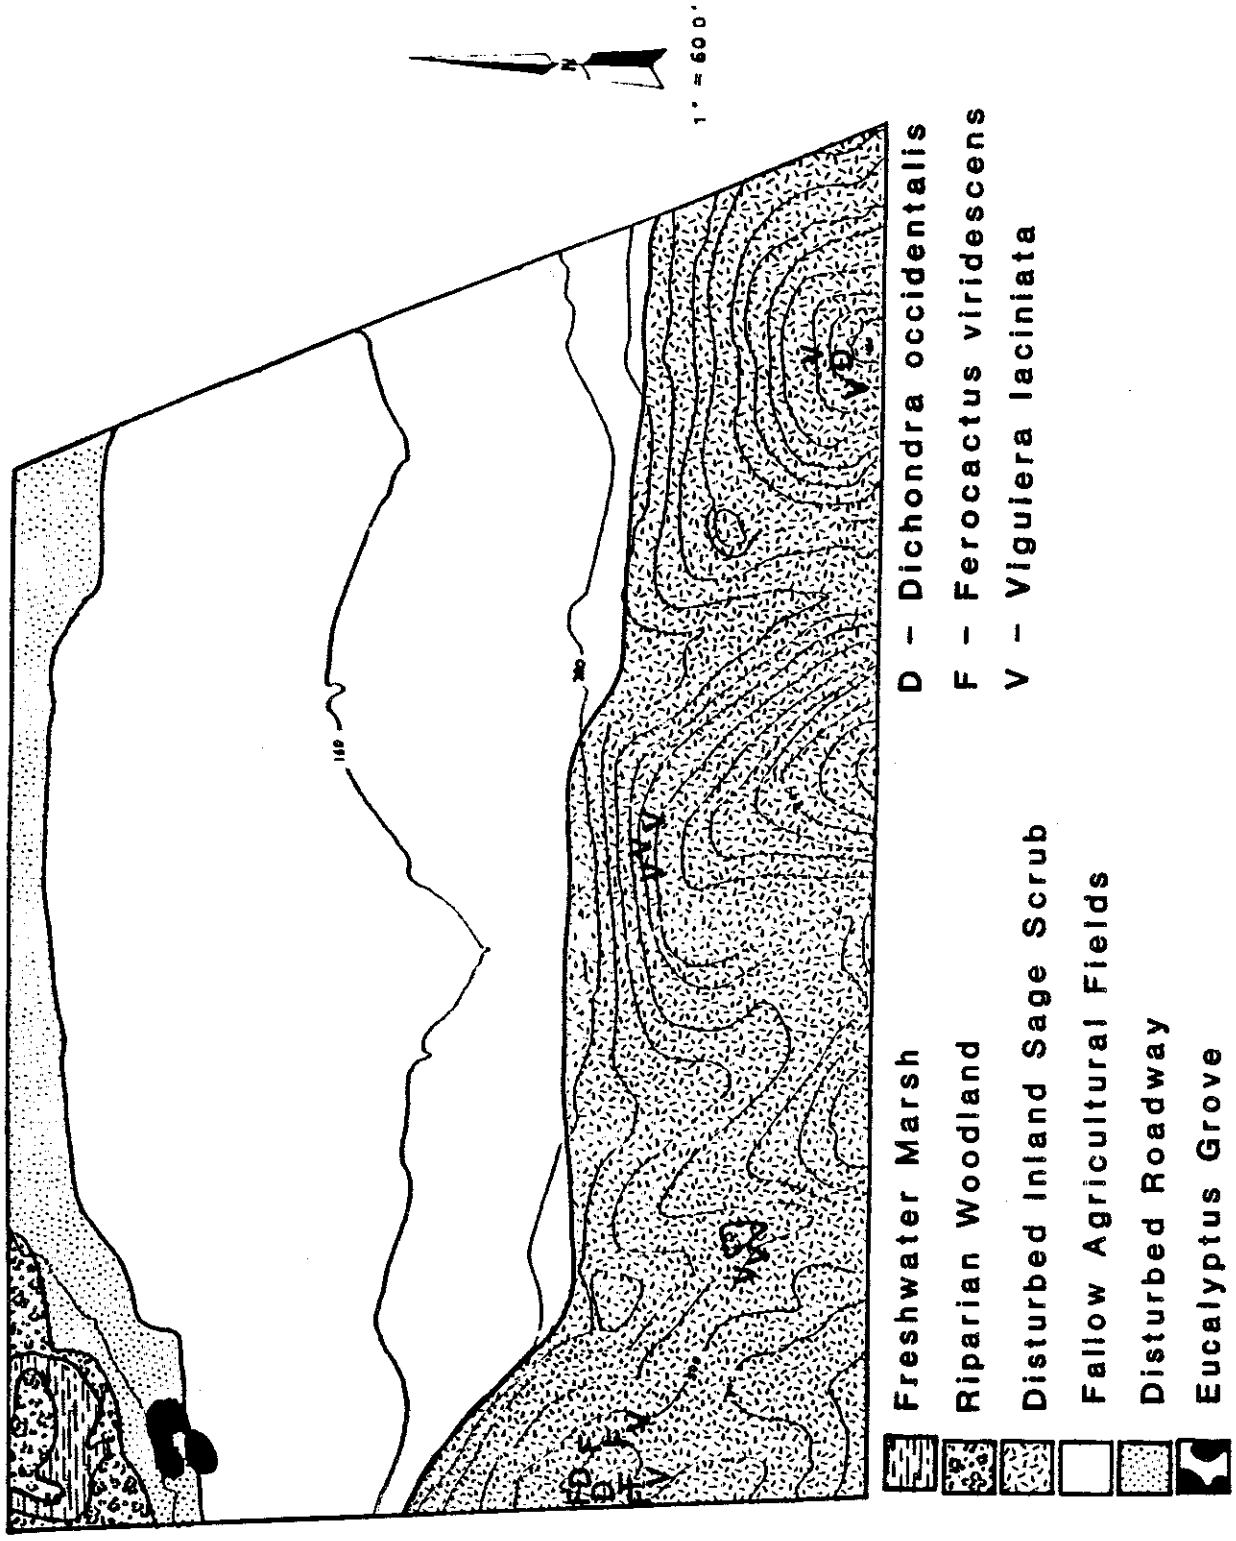 N
1" = 600'
160
D
F
D
F
F
V
V
V
V
V
V
V
G
V
Freshwater Marsh
Riparian Woodland
Disturbed Inland Sage Scrub
Fallow Agricultural Fields
Disturbed Roadway
Eucalyptus Grove
D – Dichondra occidentalis
F – Ferocactus viridescens
V – Viguiera laciniata